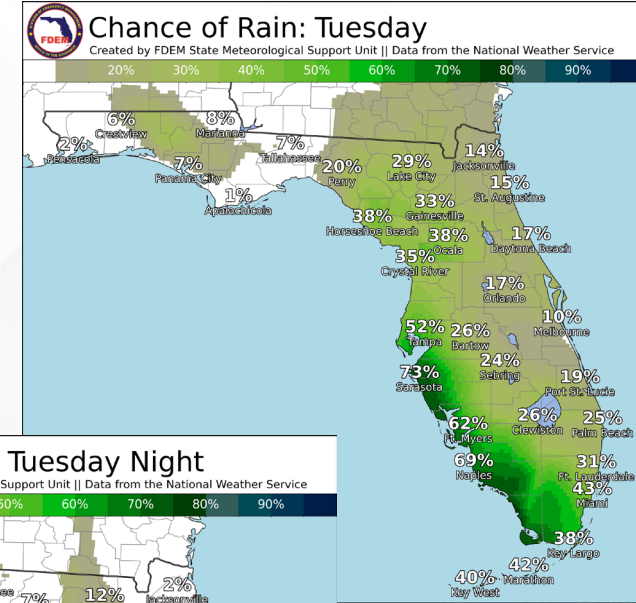 FDEM
Chance of Rain: Tuesday
Created by FDEM State Meteorological Support Unit || Data from the National Weather Service
20% 30% 40% 50% 60% 70% 80% 90%
6%
Crestview
8%
Marianna
2%
Pensacola
7%
Tallahassee
7%
Panama City
1%
Apalachicola
20%
Perry
29%
Lake City
14%
Jacksonville
15%
St. Augustine
33%
Gainesville
38%
Horseshoe Beach
38%
Ocala
17%
Daytona Beach
35%
Crystal River
17%
Orlando
10%
Melbourne
52%
Tampa
26%
Bartow
24%
Sebring
73%
Sarasota
19%
Port St. Lucie
62%
Ft. Myers
26%
Clewiston
25%
Palm Beach
69%
Naples
31%
Ft. Lauderdale
43%
Miami
38%
Key Largo
42%
Marathon
40%
Key West
Tuesday Night
Support Unit || Data from the National Weather Service
50% 60% 70% 80% 90%
ee
7%
12%
2%
Jacksonville